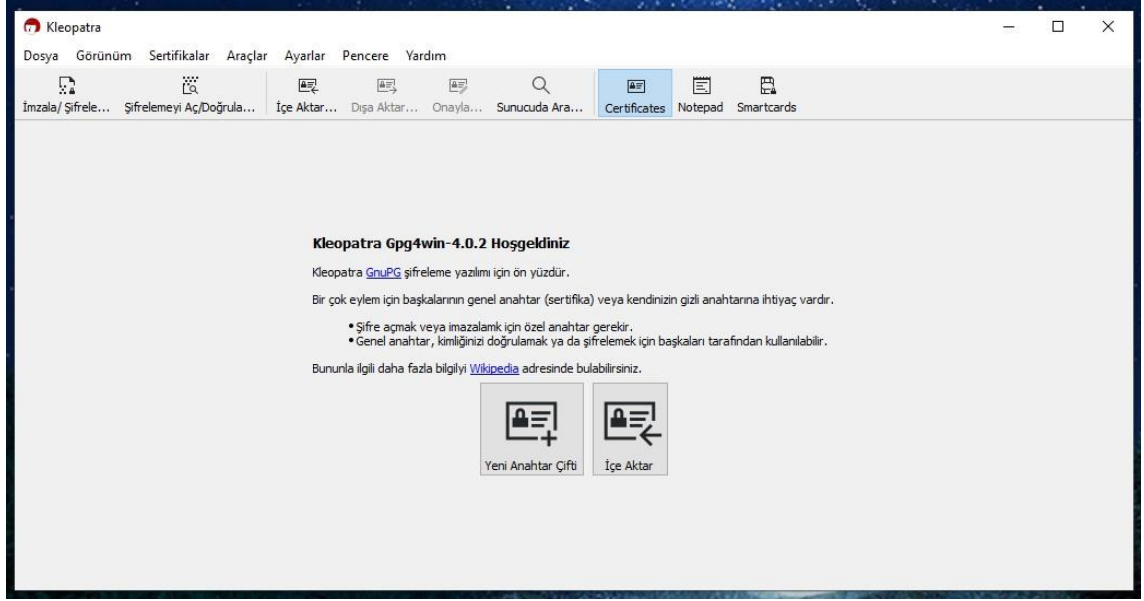 Kleopatra
Dosya Görünüm Sertifikalar Araçlar Ayarlar Pencere Yardım
İmzala/ Şifrele... Şifrelemeyi Aç/Doğrula... İçe Aktar... Dışa Aktar... Onayla... Sunucuda Ara... Certificates Notepad Smartcards
Kleopatra Gpg4win-4.0.2 Hoşgeldiniz
Kleopatra GnuPG şifreleme yazılımı için ön yüzdür.
Bir çok eylem için başkalarının genel anahtar (sertifika) veya kendinizin gizli anahtarına ihtiyaç vardır.
• Şifre açmak veya imazalamk için özel anahtar gerekir.
• Genel anahtar, kimliğinizi doğrulamak ya da şifrelemek için başkaları tarafından kullanılabilir.
Bununla ilgili daha fazla bilgilyi Wikipedia adresinde bulabilirsiniz.
Yeni Anahtar Çifti İçe Aktar